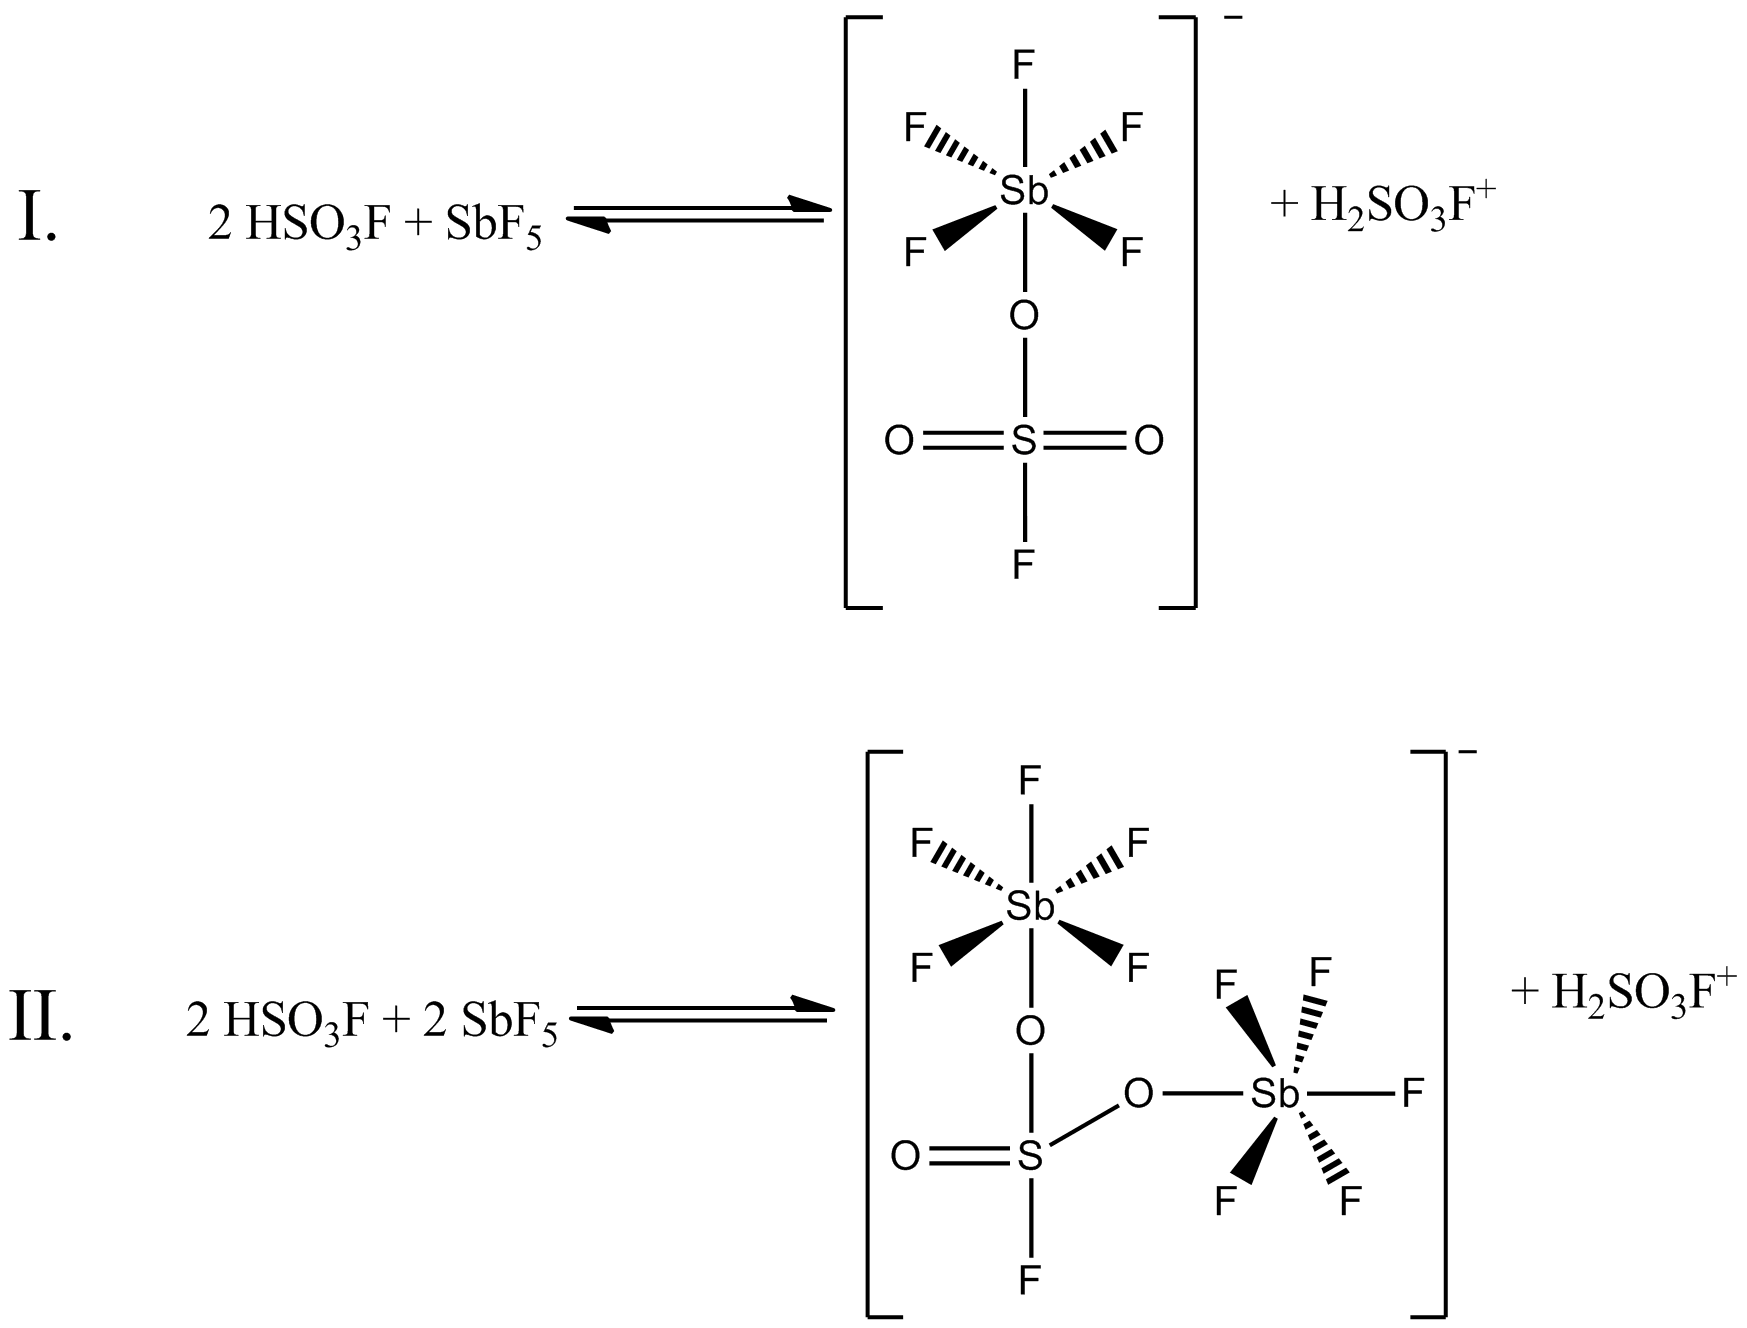 −
F
F F
Sb
I. 2 HSO₃F + SbF₅ + H₂SO₃F⁺
F F
O
O S O
F
−
F
F F
Sb
F F
F F
II. 2 HSO₃F + 2 SbF₅ + H₂SO₃F⁺
O
O Sb F
O S
F F
F